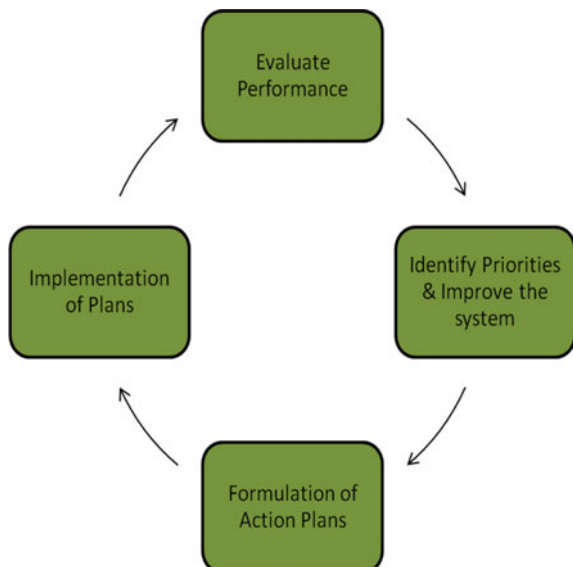 Evaluate
Performance
Identify Priorities
& Improve the
system
Formulation of
Action Plans
Implementation
of Plans